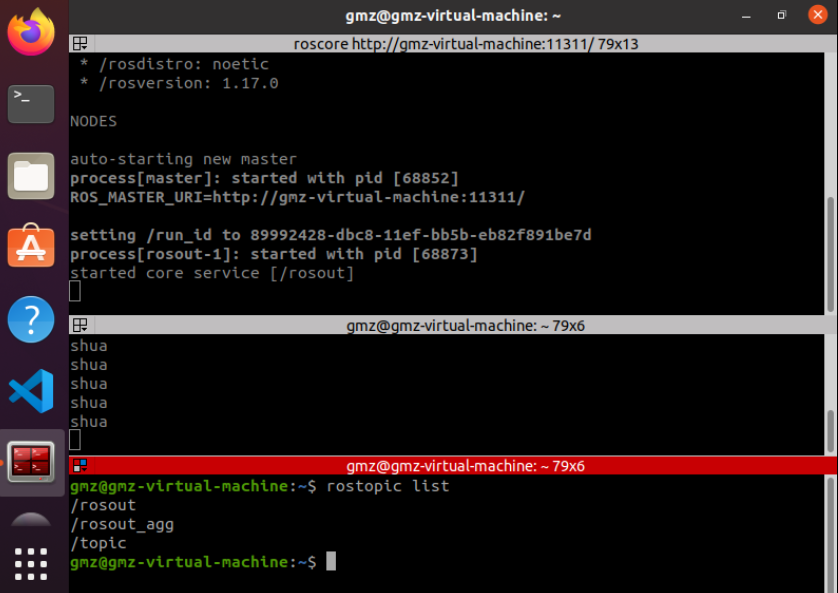 gmz@gmz-virtual-machine: ~
roscore http://gmz-virtual-machine:11311/ 79x13
* /rosdistro: noetic
* /rosversion: 1.17.0
NODES
auto-starting new master
process[master]: started with pid [68852]
ROS_MASTER_URI=http://gmz-virtual-machine:11311/
setting /run_id to 89992428-dbc8-11ef-bb5b-eb82f891be7d
process[rosout-1]: started with pid [68873]
started core service [/rosout]
gmz@gmz-virtual-machine: ~ 79x6
shua
shua
shua
shua
shua
gmz@gmz-virtual-machine: ~ 79x6
gmz@gmz-virtual-machine:~$ rostopic list
/rosout
/rosout_agg
/topic
gmz@gmz-virtual-machine:~$